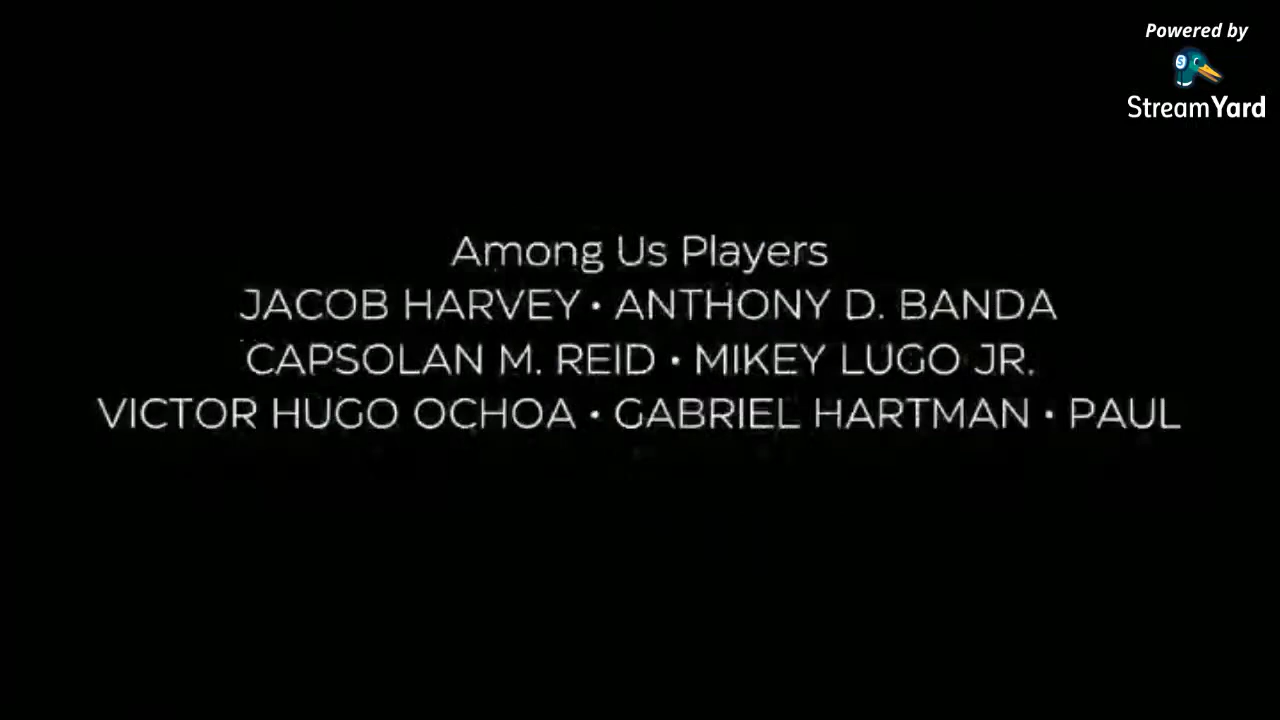 Powered by
S
StreamYard
Among Us Players
JACOB HARVEY • ANTHONY D. BANDA
CAPSOLAN M. REID • MIKEY LUGO JR.
VICTOR HUGO OCHOA • GABRIEL HARTMAN • PAUL